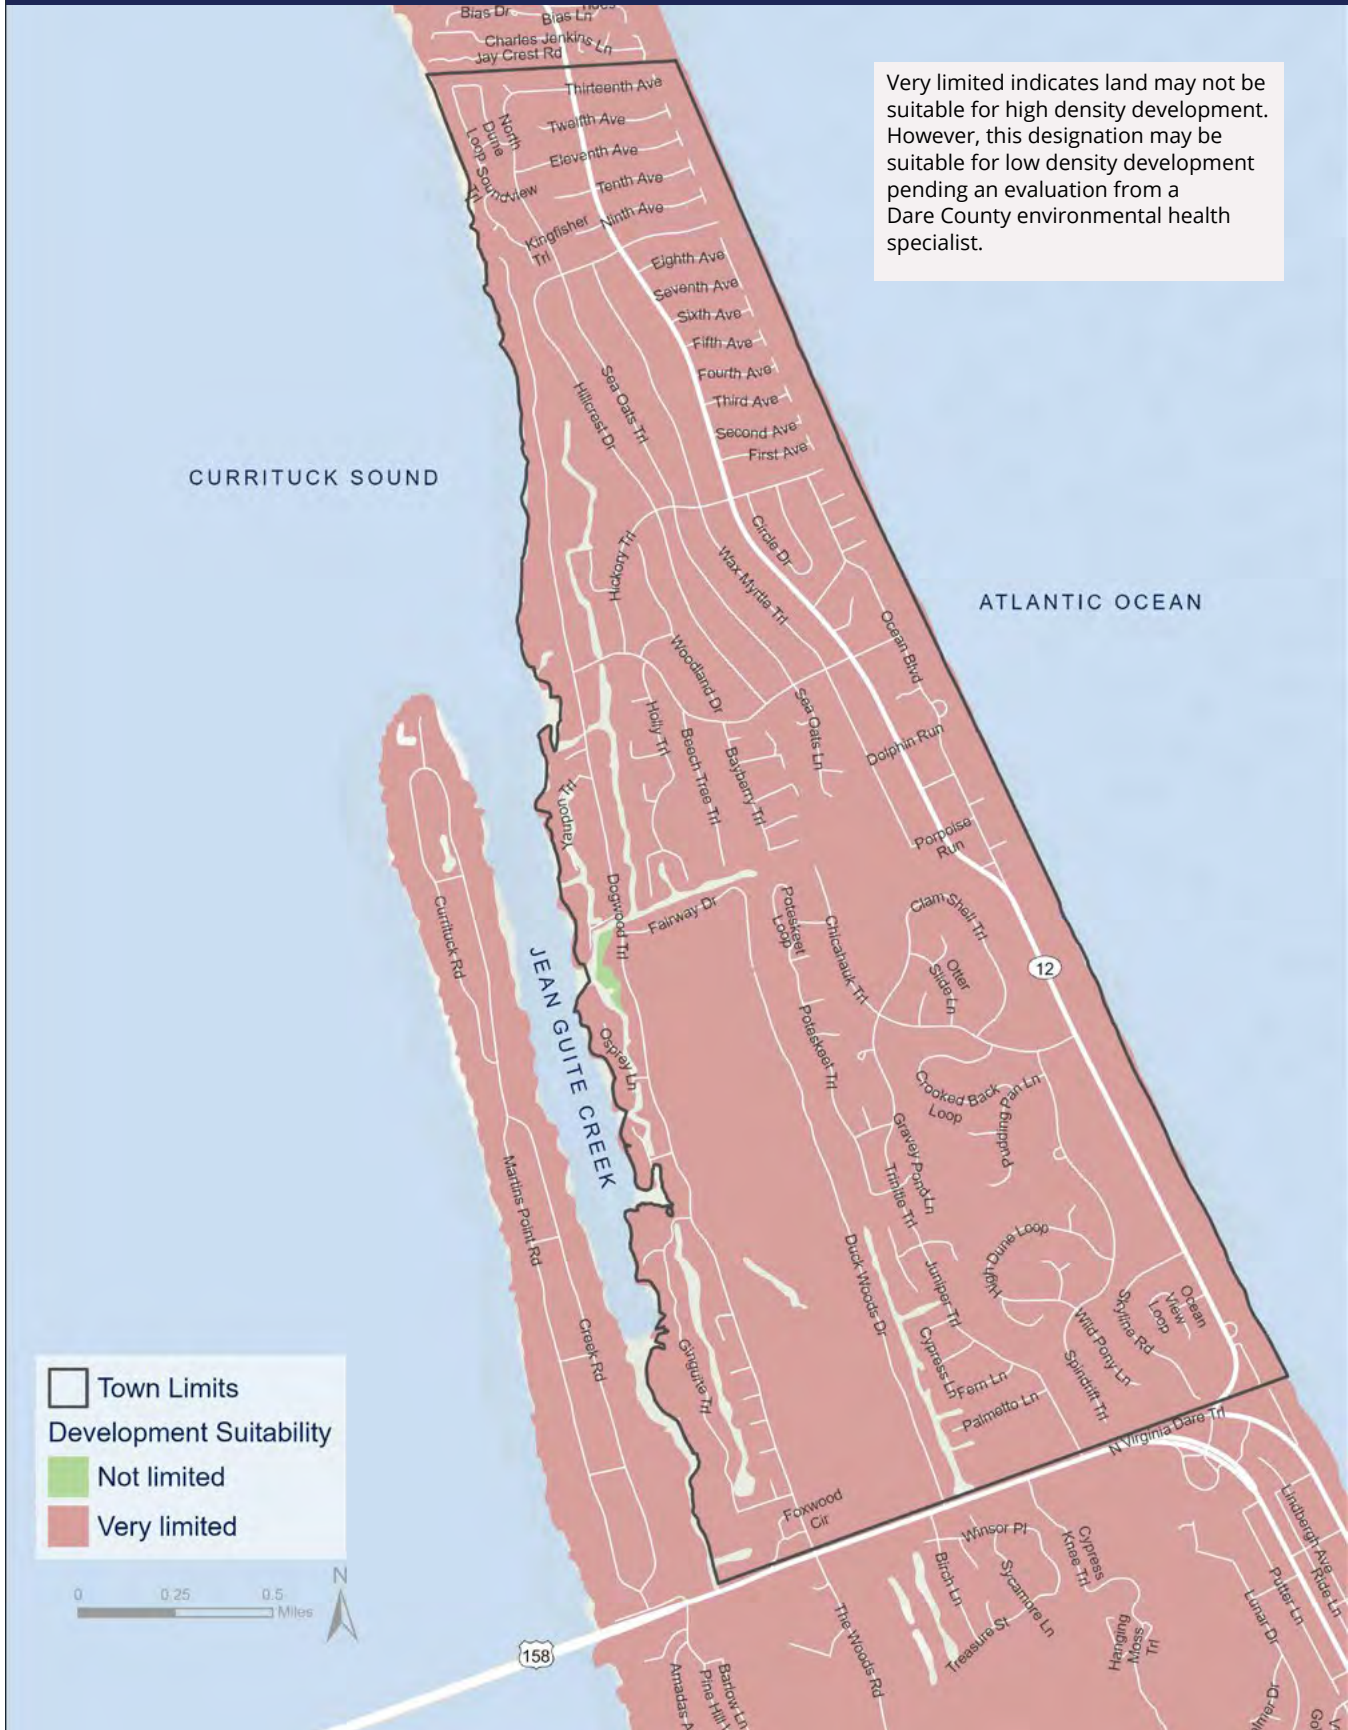 Bias Dr
Bias Ln
Charles Jenkins Ln
Jay Crest Rd
Very limited indicates land may not be
suitable for high density development.
However, this designation may be
suitable for low density development
pending an evaluation from a
Dare County environmental health
specialist.
Thirteenth Ave
Twelfth Ave
Eleventh Ave
Tenth Ave
Ninth Ave
North
Dune
Loop
Trl
Soundview
Kingfisher
Trl
Eighth Ave
Seventh Ave
Sixth Ave
Fifth Ave
Fourth Ave
Third Ave
Second Ave
First Ave
Sea Oats Trl
Hillcrest Dr
CURRITUCK SOUND
Circle Dr
Hickory Trl
Wax Myrtle Trl
ATLANTIC OCEAN
Ocean Blvd
Woodland Dr
Holly Trl
Beech Tree Trl
Bayberry Trl
Sea Oats Ln
Dolphin Run
Yaupon Trl
Porpoise
Run
Dogwood Trl
Fairway Dr
Poteskeet
Loop
Chicahauk Trl
Clam Shell Trl
Otter
Slide Ln
12
Currituck Rd
JEAN GUITE CREEK
Osprey Ln
Poteskeet Trl
Crooked Back
Loop
Pudding Pan Ln
Gravey Pond Ln
Trinitie Trl
Martins Point Rd
High Dune Loop
Duck Woods Dr
Juniper Trl
Ocean
View
Loop
Skyline Rd
Wild Pony Ln
Spindrift Trl
Creek Rd
Ginguite Trl
Cypress Ln
Fern Ln
Palmetto Ln
N Virginia Dare Trl
Town Limits
Development Suitability
Not limited
Very limited
0
0.25
0.5
Miles
N
Foxwood
Cir
158
Winsor Pl
Birch Ln
Sycamore Ln
Treasure St
Cypress
Knee Trl
Hanging
Moss
Trl
The Woods Rd
Lindbergh Ave
Ride Ln
Putter Ln
Lunar Dr
Amadas A
Pine Hill
Barlow Ln
lmer Dr
Go